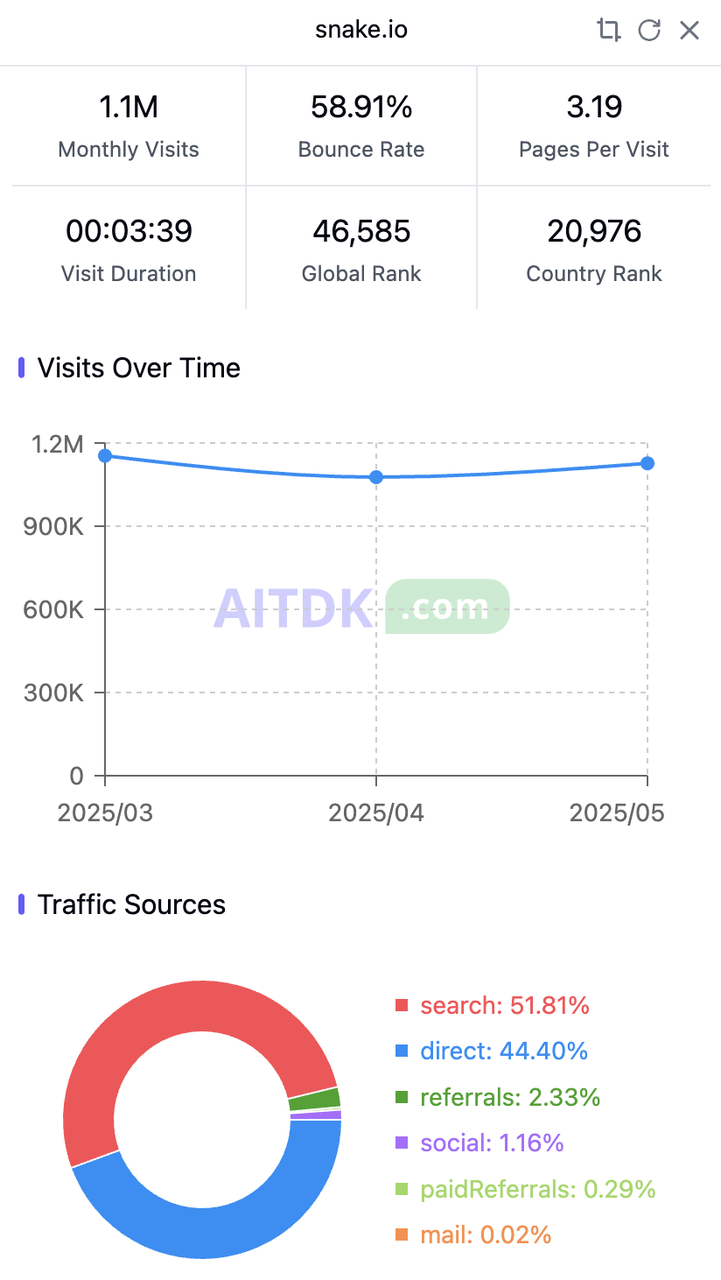 snake.io
1.1M
Monthly Visits
58.91%
Bounce Rate
3.19
Pages Per Visit
00:03:39
Visit Duration
46,585
Global Rank
20,976
Country Rank
Visits Over Time
1.2M
900K
600K
300K
0
2025/03
2025/04
2025/05
AITDK .com
Traffic Sources
search: 51.81%
direct: 44.40%
referrals: 2.33%
social: 1.16%
paidReferrals: 0.29%
mail: 0.02%